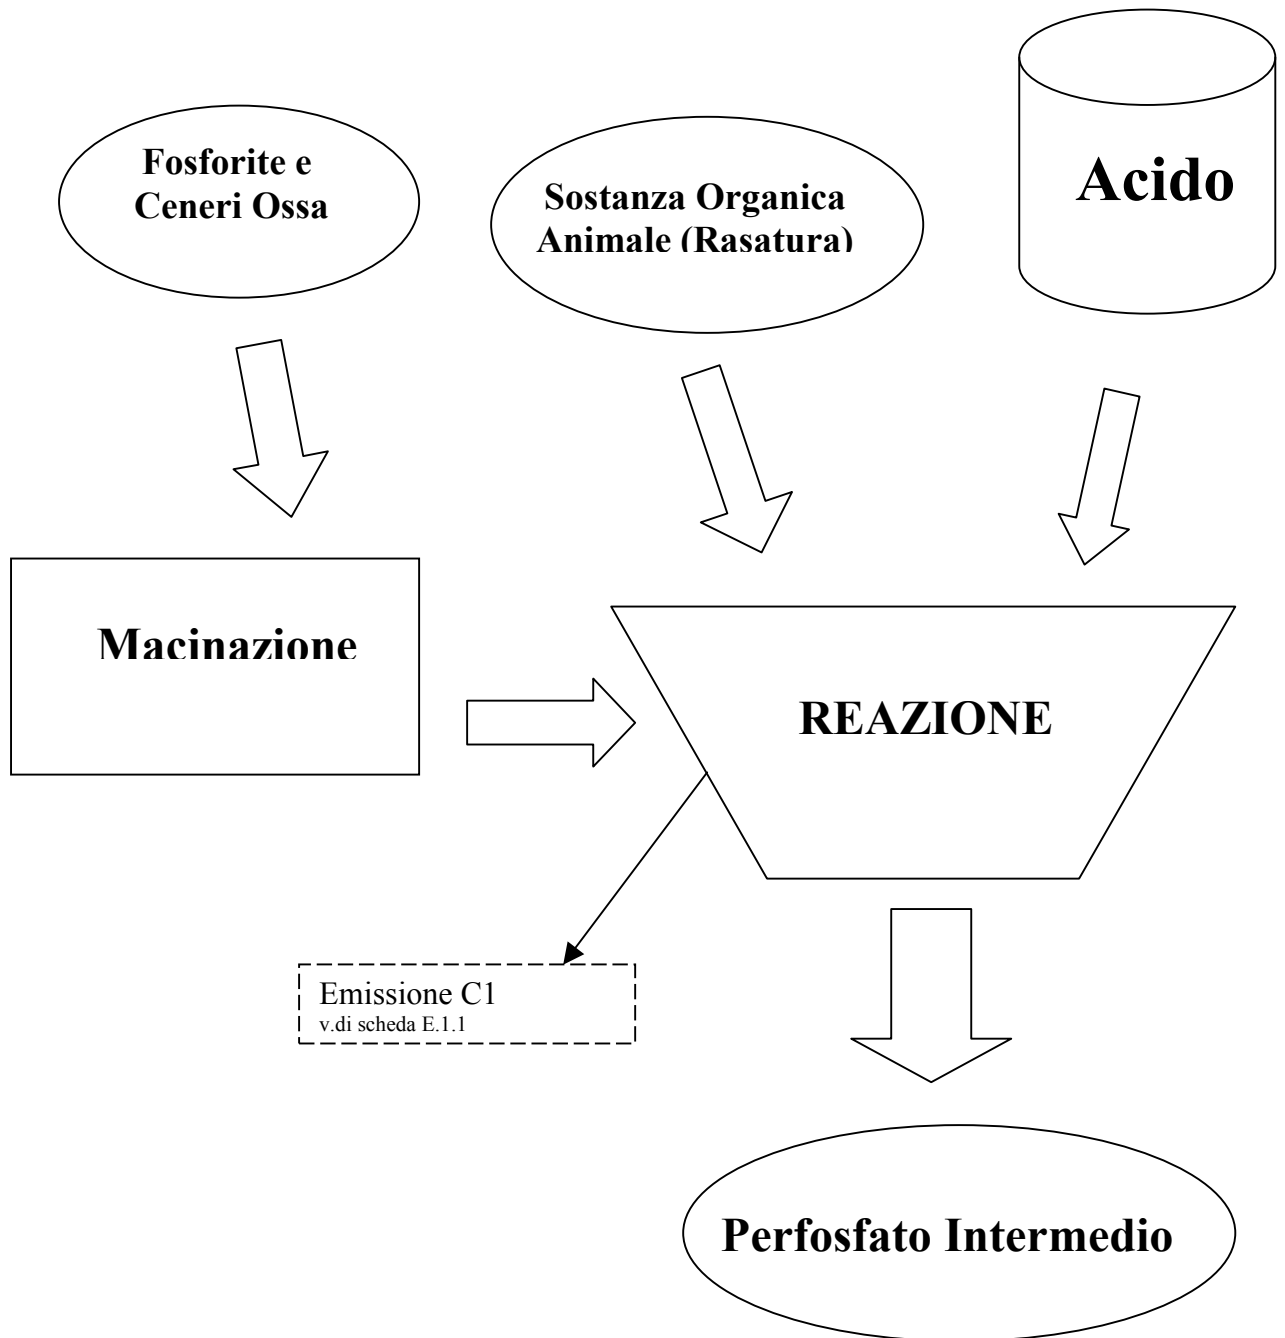 Fosforite e
Ceneri Ossa
Sostanza Organica
Animale (Rasatura)
Acido
Macinazione
REAZIONE
Emissione C1
v.di scheda E.1.1
Perfosfato Intermedio